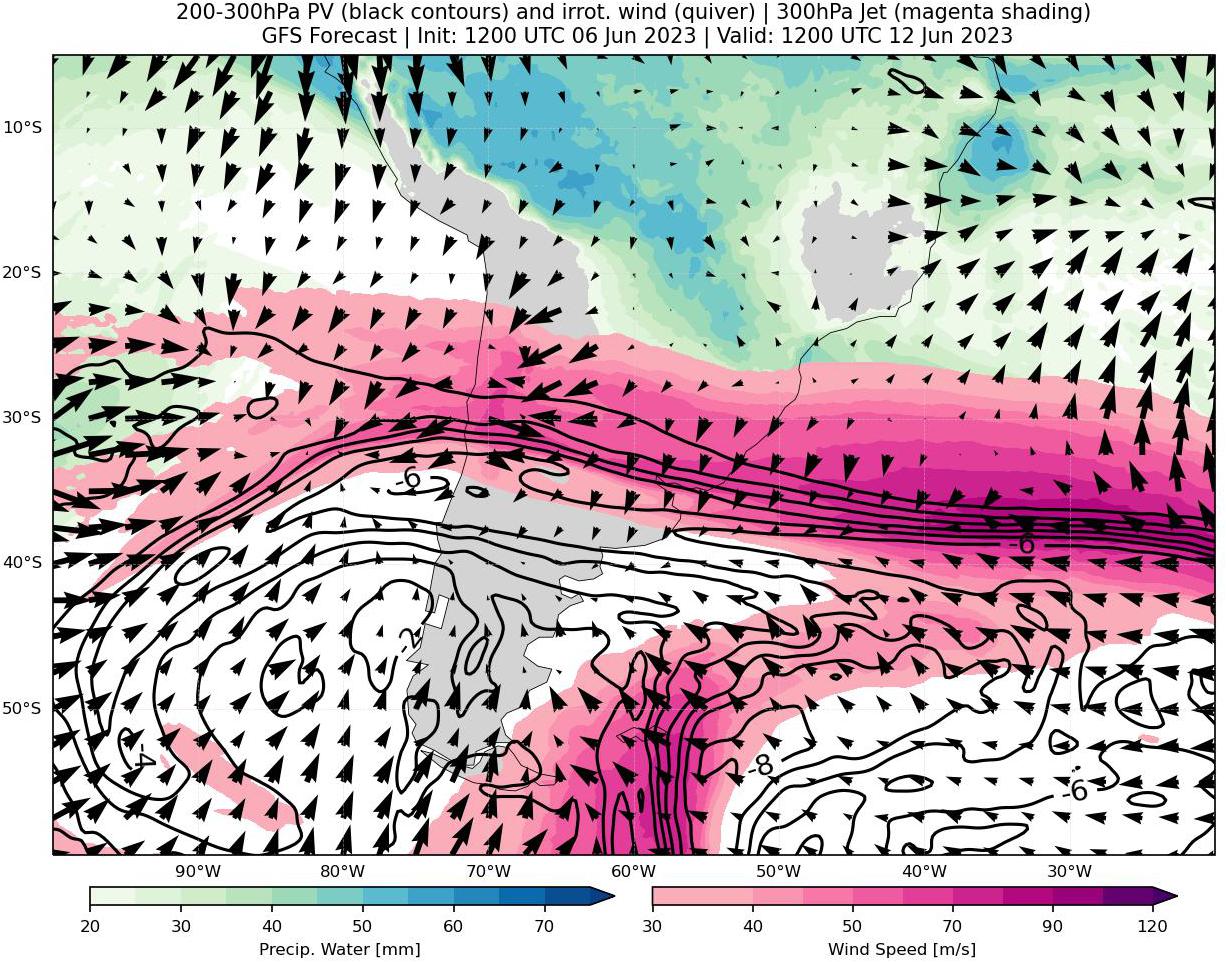 200-300hPa PV (black contours) and irrot. wind (quiver) | 300hPa Jet (magenta shading)
GFS Forecast | Init: 1200 UTC 06 Jun 2023 | Valid: 1200 UTC 12 Jun 2023
10°S
20°S
30°S
-6
-6
40°S
-2
50°S
-4
-8
-6
90°W 80°W 70°W 60°W 50°W 40°W 30°W
20 30 40 50 60 70
30 40 50 70 90 120
Precip. Water [mm]
Wind Speed [m/s]